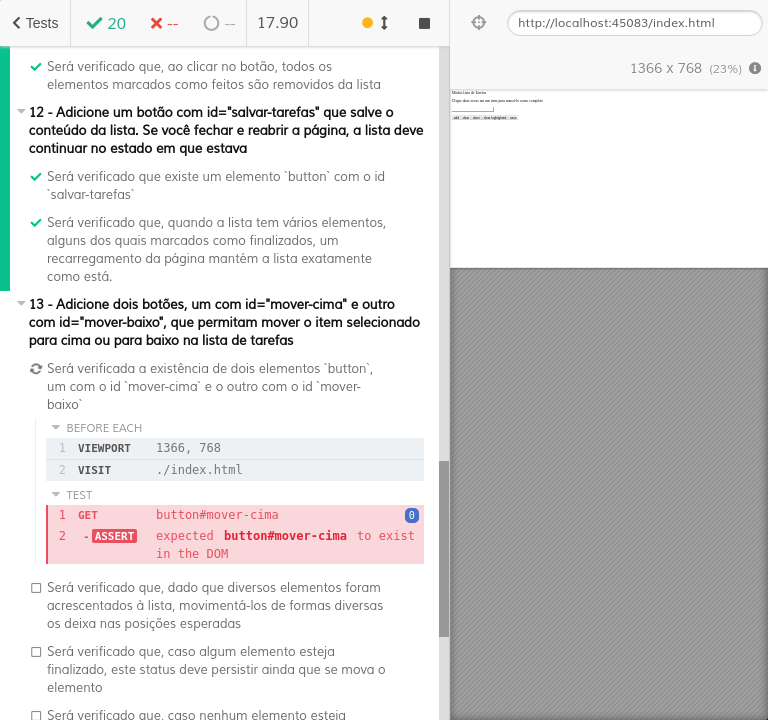 Tests
20
--
--
17.90
http://localhost:45083/index.html
1366 x 768 (23%)
Será verificado que, ao clicar no botão, todos os
elementos marcados como feitos são removidos da lista
12 - Adicione um botão com id="salvar-tarefas" que salve o
conteúdo da lista. Se você fechar e reabrir a página, a lista deve
continuar no estado em que estava
Será verificado que existe um elemento `button` com o id
`salvar-tarefas`
Será verificado que, quando a lista tem vários elementos,
alguns dos quais marcados como finalizados, um
recarregamento da página mantém a lista exatamente
como está.
13 - Adicione dois botões, um com id="mover-cima" e outro
com id="mover-baixo", que permitam mover o item selecionado
para cima ou para baixo na lista de tarefas
Será verificada a existência de dois elementos `button`,
um com o id `mover-cima` e o outro com o id `mover-
baixo`
BEFORE EACH
1 VIEWPORT 1366, 768
2 VISIT ./index.html
TEST
1 GET button#mover-cima 0
2 -ASSERT expected button#mover-cima to exist
in the DOM
Será verificado que, dado que diversos elementos foram
acrescentados à lista, movimentá-los de formas diversas
os deixa nas posições esperadas
Será verificado que, caso algum elemento esteja
finalizado, este status deve persistir ainda que se mova o
elemento
Será verificado que, caso nenhum elemento esteja
Minha Lista de Tarefas
Clique duas vezes em um item para marcá-lo como completo